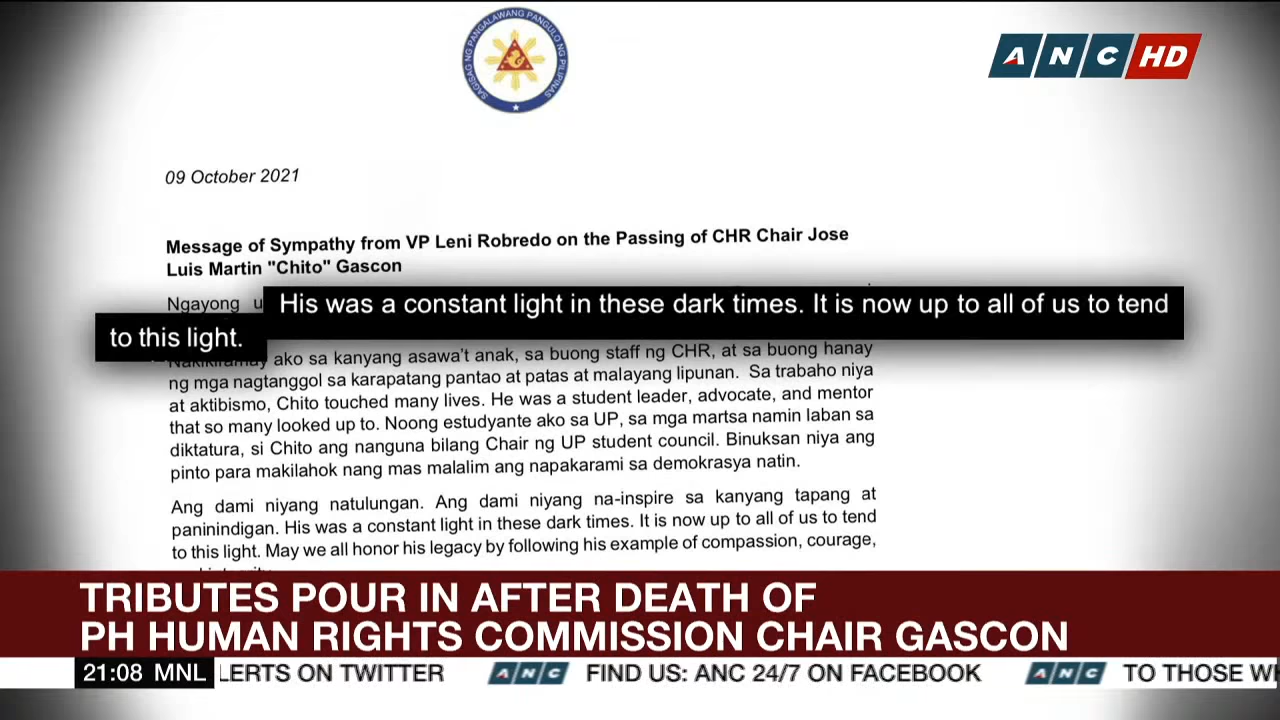 SAGISAG NG PANGALAWANG PANGULO NG PILIPINAS
ANC HD
09 October 2021
Message of Sympathy from VP Leni Robredo on the Passing of CHR Chair Jose
Luis Martin "Chito" Gascon
Ngayong
His was a constant light in these dark times. It is now up to all of us to tend
to this light.
Nakikiramay ako sa kanyang asawa't anak, sa buong staff ng CHR, at sa buong hanay
ng mga nagtanggol sa karapatang pantao at patas at malayang lipunan. Sa trabaho niya
at aktibismo, Chito touched many lives. He was a student leader, advocate, and mentor
that so many looked up to. Noong estudyante ako sa UP, sa mga martsa namin laban sa
diktatura, si Chito ang nanguna bilang Chair ng UP student council. Binuksan niya ang
pinto para makilahok nang mas malalim ang napakarami sa demokrasya natin.
Ang dami niyang natulungan. Ang dami niyang na-inspire sa kanyang tapang at
paninindigan. His was a constant light in these dark times. It is now up to all of us to tend
to this light. May we all honor his legacy by following his example of compassion, courage,
TRIBUTES POUR IN AFTER DEATH OF
PH HUMAN RIGHTS COMMISSION CHAIR GASCON
21:08 MNL LERTS ON TWITTER ANC FIND US: ANC 24/7 ON FACEBOOK ANC TO THOSE